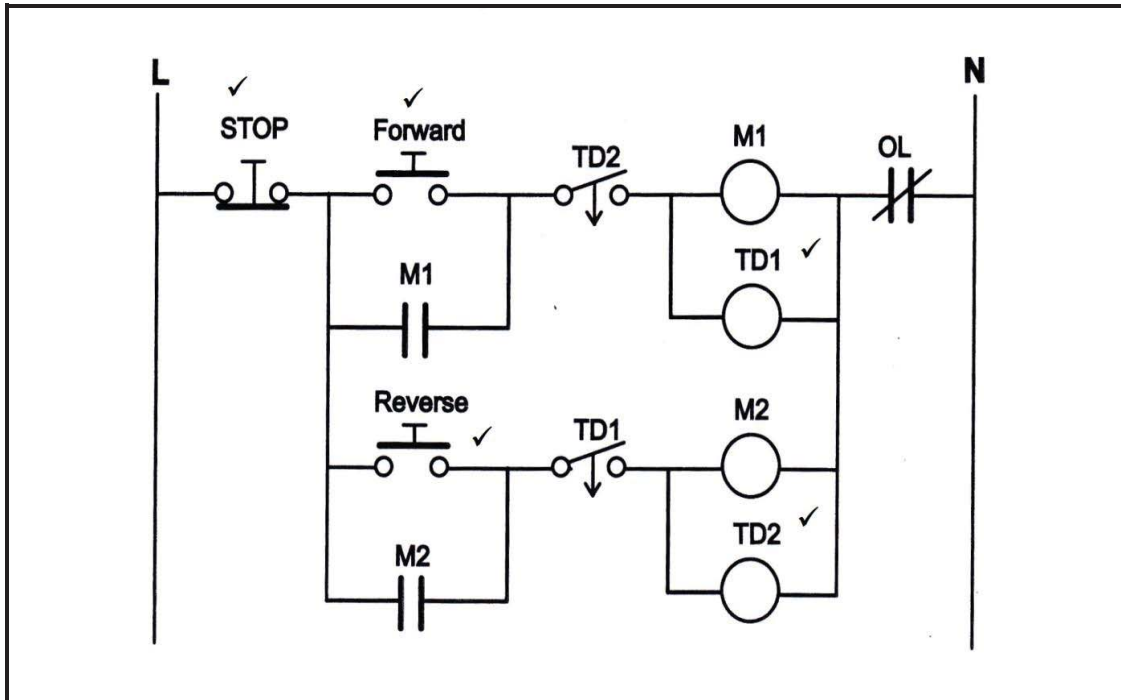 L
N
STOP
Forward
TD2
M1
OL
M1
TD1
Reverse
TD1
M2
M2
TD2